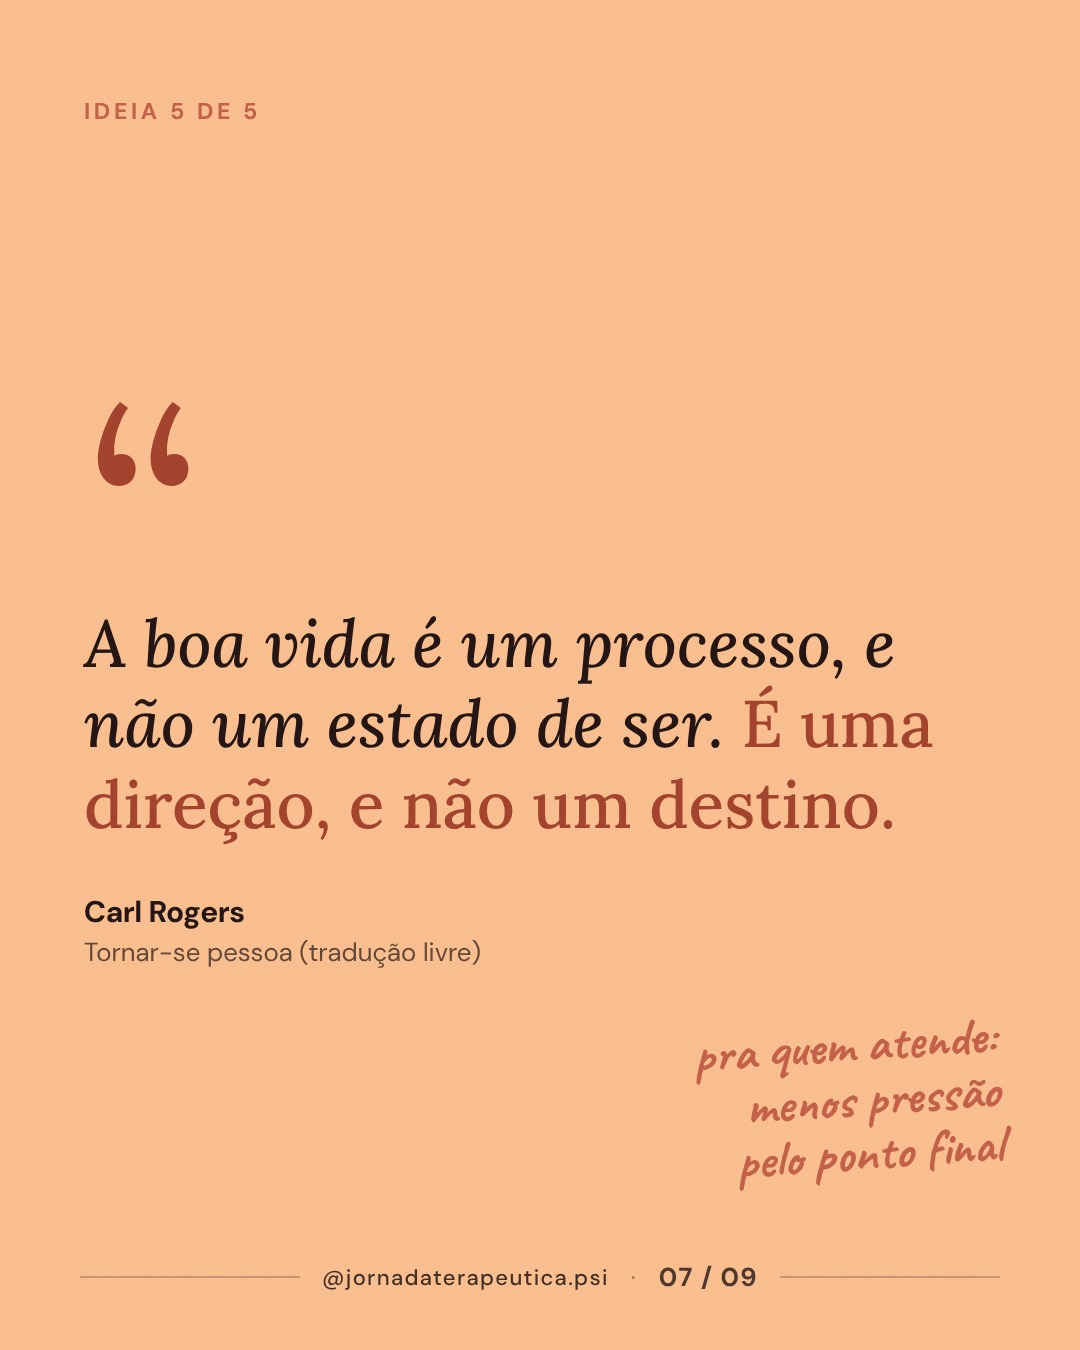 IDEIA 5 DE 5
“
A boa vida é um processo, e
não um estado de ser. É uma
direção, e não um destino.
Carl Rogers
Tornar-se pessoa (tradução livre)
pra quem atende:
menos pressão
pelo ponto final
@jornadaterapeutica.psi · 07 / 09